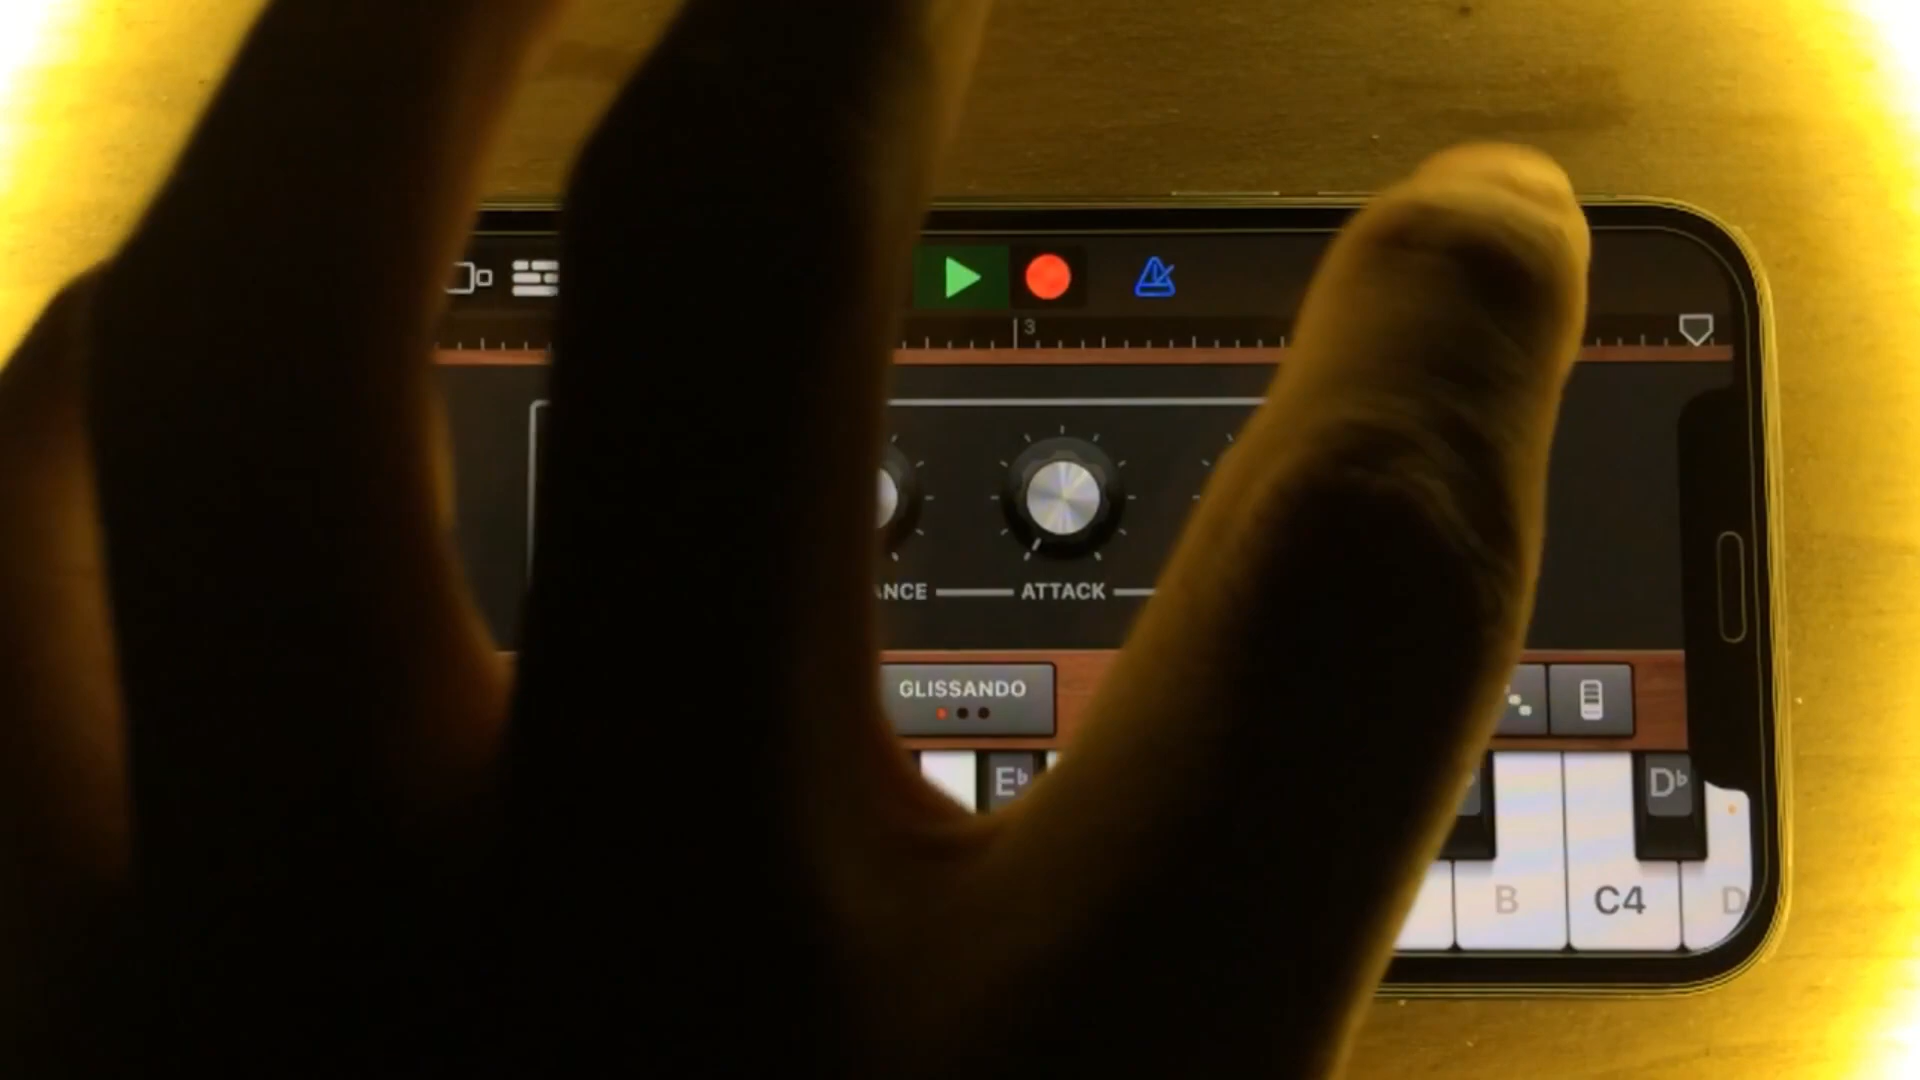 3
ANCE ATTACK
GLISSANDO
E♭ D♭
B C4 D